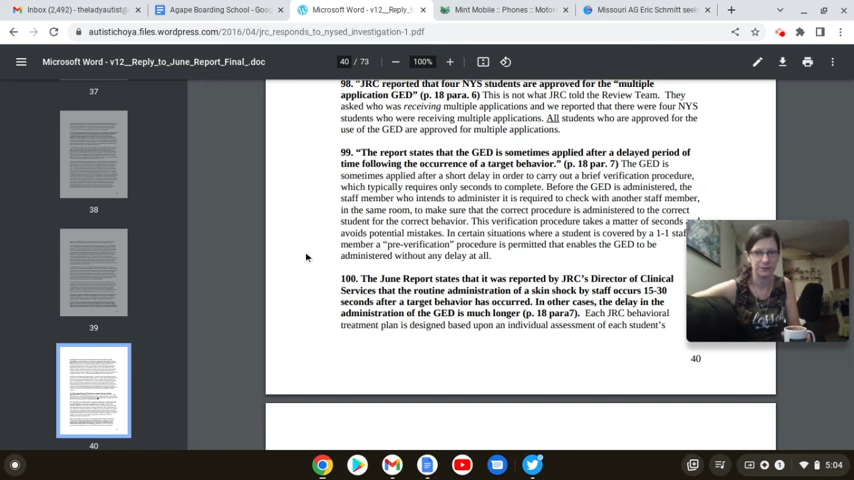 Inbox (2,492) - theladyautist@
Agape Boarding School - Goog
Microsoft Word - v12__Reply_to
Mint Mobile :: Phones :: Motor
Missouri AG Eric Schmitt seek
autistichoya.files.wordpress.com/2016/04/jrc_responds_to_nysed_investigation-1.pdf
Microsoft Word - v12__Reply_to_June_Report_Final_.doc
40 / 73
100%
37
38
39
40
98. "JRC reported that four NYS students are approved for the "multiple
application GED" (p. 18 para. 6) This is not what JRC told the Review Team. They
asked who was receiving multiple applications and we reported that there were four NYS
students who were receiving multiple applications. All students who are approved for the
use of the GED are approved for multiple applications.
99. "The report states that the GED is sometimes applied after a delayed period of
time following the occurrence of a target behavior." (p. 18 par. 7) The GED is
sometimes applied after a short delay in order to carry out a brief verification procedure,
which typically requires only seconds to complete. Before the GED is administered, the
staff member who intends to administer it is required to check with another staff member,
in the same room, to make sure that the correct procedure is administered to the correct
student for the correct behavior. This verification procedure takes a matter of seconds and
avoids potential mistakes. In certain situations where a student is covered by a 1-1 staff
member a "pre-verification" procedure is permitted that enables the GED to be
administered without any delay at all.
100. The June Report states that it was reported by JRC's Director of Clinical
Services that the routine administration of a skin shock by staff occurs 15-30
seconds after a target behavior has occurred. In other cases, the delay in the
administration of the GED is much longer (p. 18 para7). Each JRC behavioral
treatment plan is designed based upon an individual assessment of each student's
40
5:04